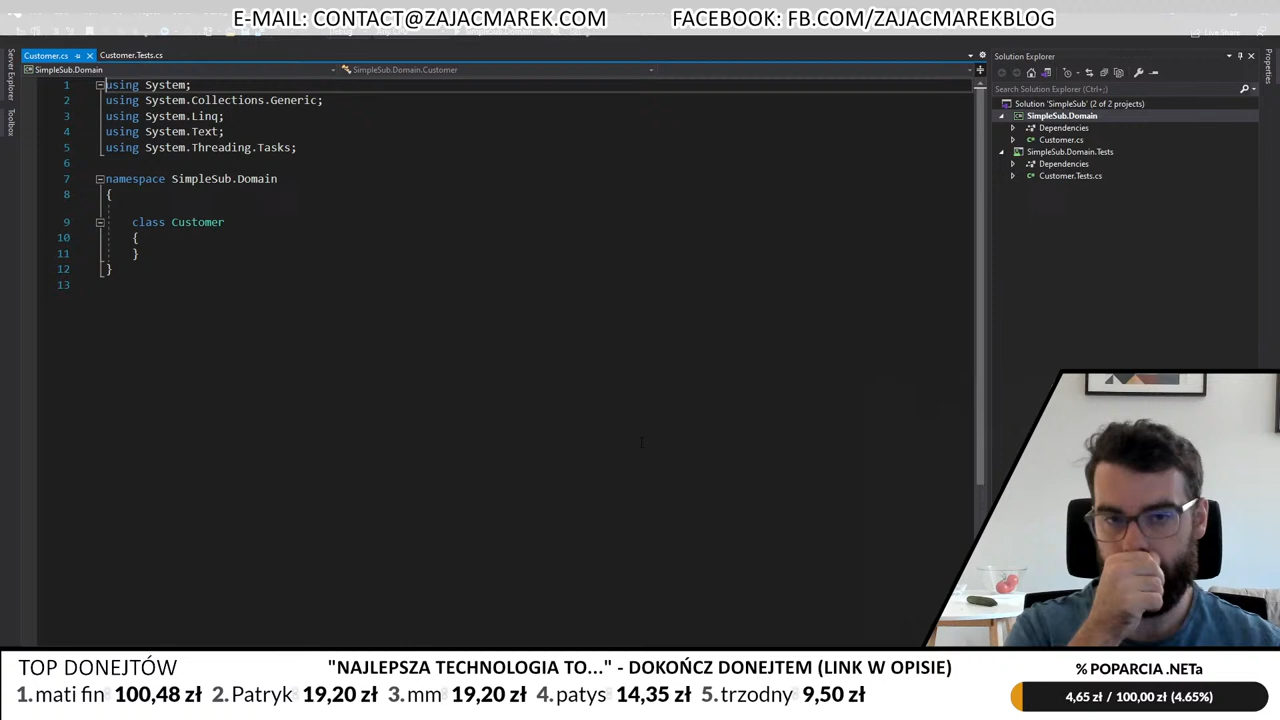 E-MAIL: CONTACT@ZAJACMAREK.COM FACEBOOK: FB.COM/ZAJACMAREKBLOG
Live Share
Customer.cs Customer.Tests.cs
SimpleSub.Domain SimpleSub.Domain.Customer
Server Explorer
Toolbox
1 using System;
2 using System.Collections.Generic;
3 using System.Linq;
4 using System.Text;
5 using System.Threading.Tasks;
6
7 namespace SimpleSub.Domain
8 {
9 class Customer
10 {
11 }
12 }
13
Solution Explorer
Search Solution Explorer (Ctrl+;)
Solution 'SimpleSub' (2 of 2 projects)
SimpleSub.Domain
Dependencies
Customer.cs
SimpleSub.Domain.Tests
Dependencies
Customer.Tests.cs
Properties
TOP DONEJTÓW "NAJLEPSZA TECHNOLOGIA TO..." - DOKOŃCZ DONEJTEM (LINK W OPISIE) % POPARCIA .NETa
1. mati fin 100,48 zł 2. Patryk 19,20 zł 3. mm 19,20 zł 4. patys 14,35 zł 5. trzodny 9,50 zł
4,65 zł / 100,00 zł (4.65%)